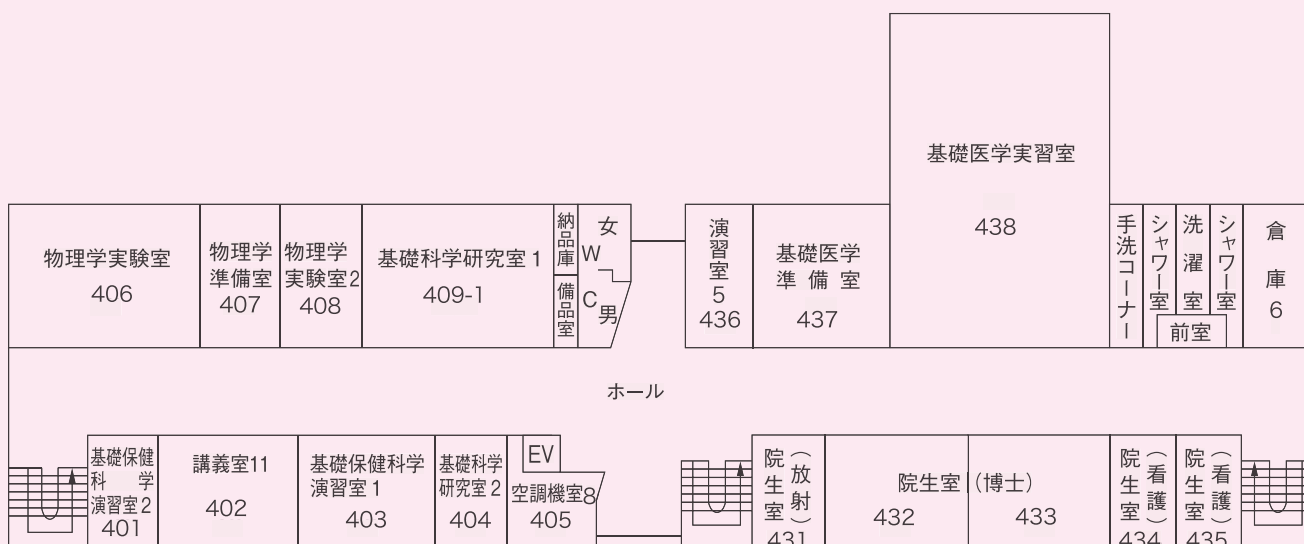 基礎医学実習室
438
物理学実験室
406
物理学
準備室
407
物理学
実験室2
408
基礎科学研究室1
409-1
納品庫
備品室
女
W
C
男
演習室5
436
基礎医学
準備室
437
手洗コーナー
シャワー室
洗濯室
シャワー室
前室
倉庫6
ホール
基礎保健
科学
演習室2
401
講義室11
402
基礎保健科学
演習室1
403
基礎科学
研究室2
404
EV
空調機室8
405
院生室
(放射)
431
院生室(博士)
432
433
院生室
(看護)
434
院生室
(看護)
435